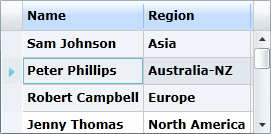 Name Region
Sam Johnson Asia
Peter Phillips Australia-NZ
Robert Campbell Europe
Jenny Thomas North America